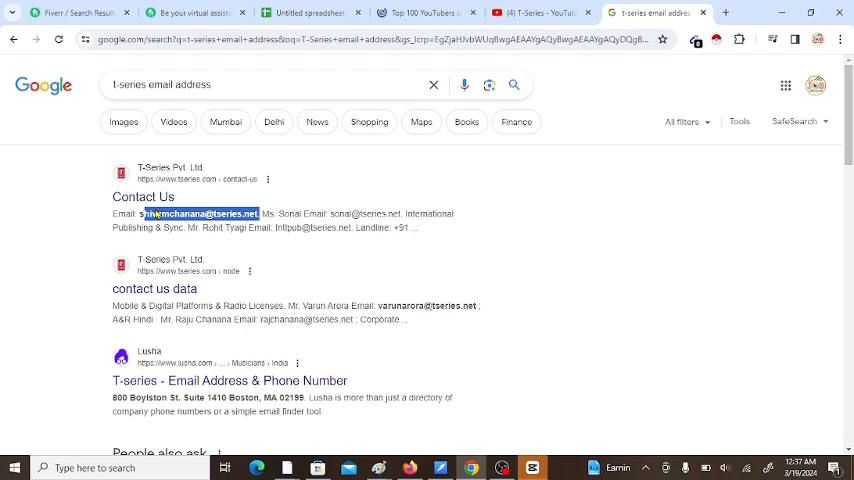 Fiverr / Search Result
Be your virtual assista
Untitled spreadsheet
Top 100 YouTubers s
(4) T-Series - YouTub
t-series email address
google.com/search?q=t-series+email+address&oq=T-Series+email+address&gs_lcrp=
Google
t-series email address
Images
Videos
Mumbai
Delhi
News
Shopping
Maps
Books
Finance
All filters
Tools
SafeSearch
T-Series Pvt. Ltd.
https://www.tseries.com › contact-us
Contact Us
Email: shivamchanana@tseries.net. Ms. Sonal Email: sonal@tseries.net. International
Publishing & Sync. Mr. Rohit Tyagi Email: Intlpub@tseries.net. Landline: +91 ...
T-Series Pvt. Ltd.
https://www.tseries.com › node
contact us data
Mobile & Digital Platforms & Radio Licenses. Mr. Varun Arora Email: varunarora@tseries.net ;
A&R Hindi · Mr. Raju Chanana Email: rajchanana@tseries.net ; Corporate ...
Lusha
https://www.lusha.com › ... › Musicians › India
T-series - Email Address & Phone Number
800 Boylston St. Suite 1410 Boston, MA 02199. Lusha is more than just a directory of
company phone numbers or a simple email finder tool.
People also ask
Type here to search
Earnin
12:37 AM
3/19/2024